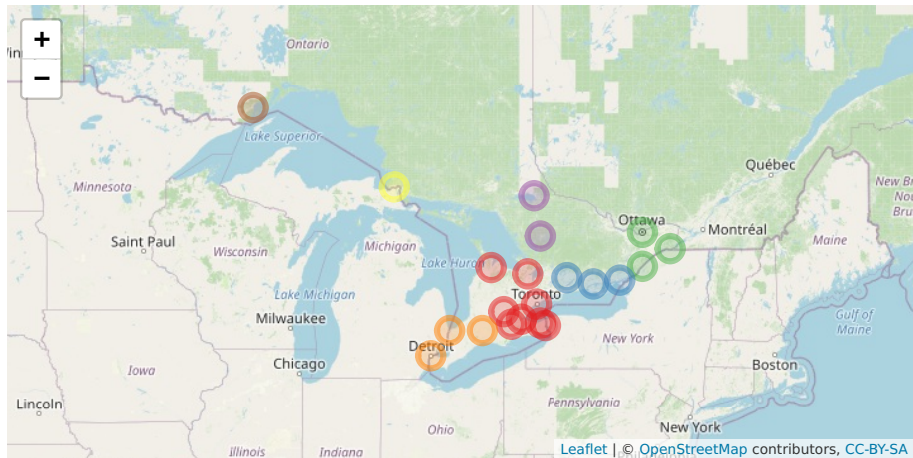 +
−
Ontario
Lake Superior
Québec
Minnesota
Ottawa
Montréal
Saint Paul
Wisconsin
Michigan
Maine
Lake Huron
Lake Michigan
Toronto
Milwaukee
Gulf of
Maine
New York
Detroit
Chicago
Boston
Iowa
Lincoln
Pennsylvania
Ohio
New York
Illinois
Indiana
Leaflet | © OpenStreetMap contributors, CC-BY-SA